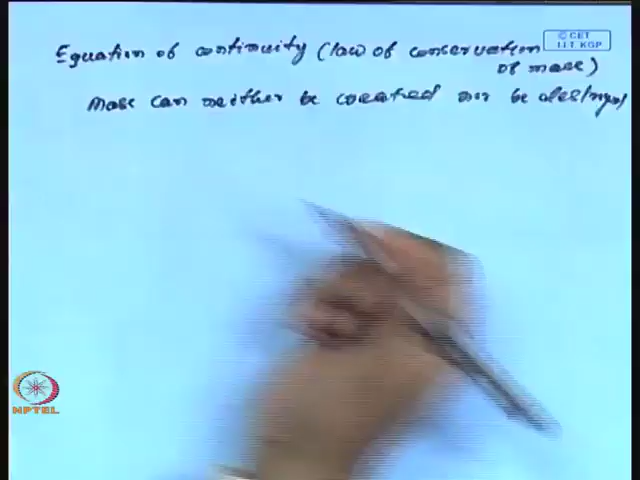 Equation of continuity (law of conservation
of mass)
Mass can neither be created nor be destroyed
© CET
I.I.T. KGP
NPTEL